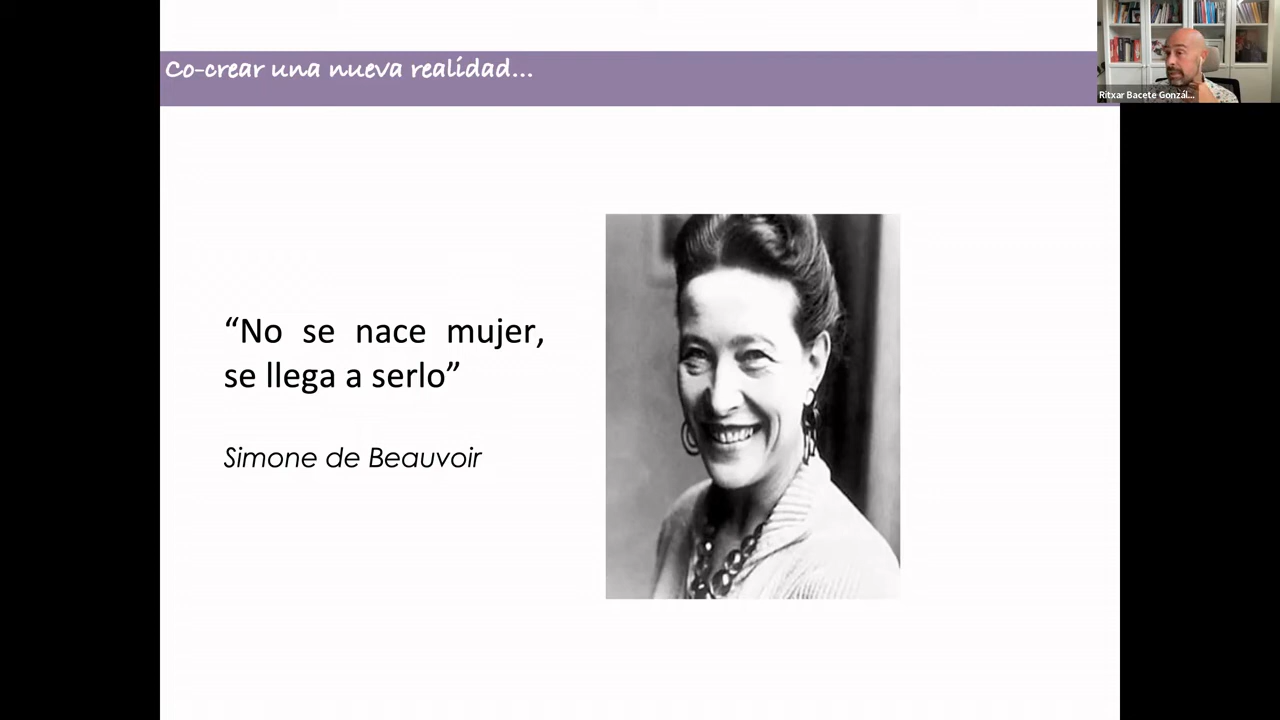 Co-crear una nueva realidad...
Ritxar Bacete Gonzál...
“No se nace mujer,
se llega a serlo”
Simone de Beauvoir